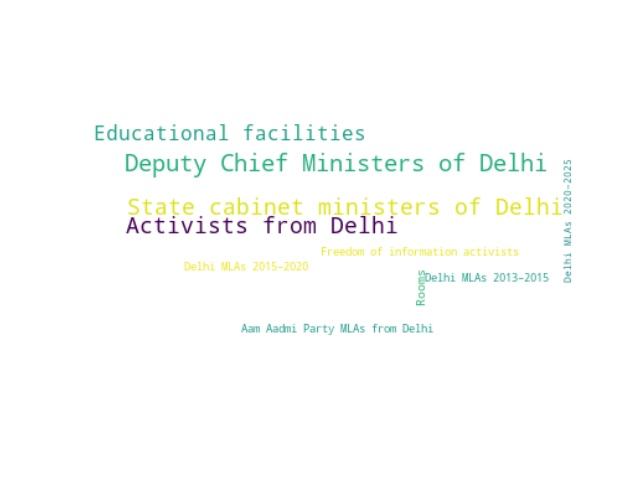 Educational facilities
Deputy Chief Ministers of Delhi
State cabinet ministers of Delhi
Activists from Delhi
Freedom of information activists
Delhi MLAs 2015–2020
Delhi MLAs 2013–2015
Delhi MLAs 2020–2025
Rooms
Aam Aadmi Party MLAs from Delhi